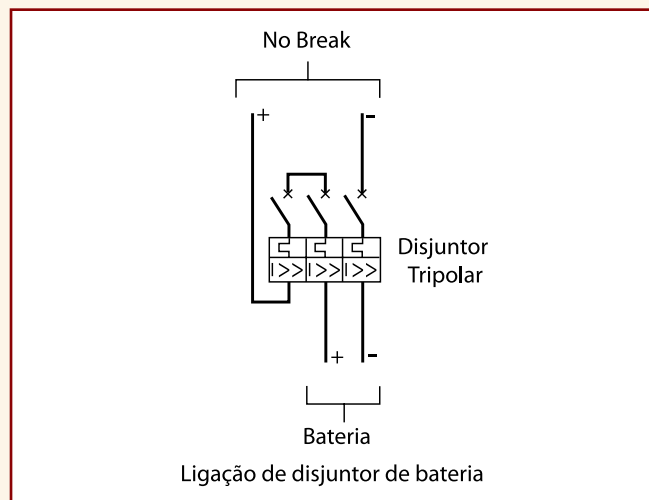 No Break
+ -
Disjuntor
Tripolar
I>> I>> I>>
+ -
Bateria
Ligação de disjuntor de bateria